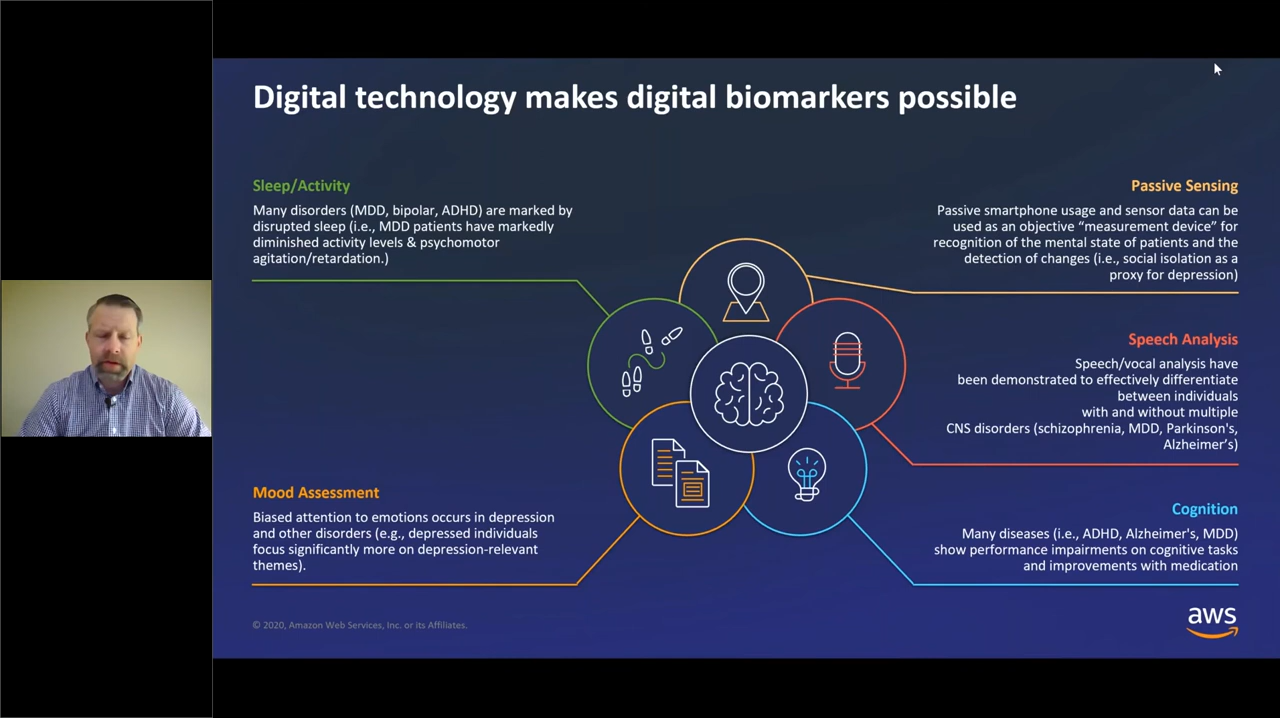 Digital technology makes digital biomarkers possible
Sleep/Activity
Many disorders (MDD, bipolar, ADHD) are marked by
disrupted sleep (i.e., MDD patients have markedly
diminished activity levels & psychomotor
agitation/retardation.)
Passive Sensing
Passive smartphone usage and sensor data can be
used as an objective “measurement device” for
recognition of the mental state of patients and the
detection of changes (i.e., social isolation as a
proxy for depression)
Speech Analysis
Speech/vocal analysis have
been demonstrated to effectively differentiate
between individuals
with and without multiple
CNS disorders (schizophrenia, MDD, Parkinson's,
Alzheimer’s)
Mood Assessment
Biased attention to emotions occurs in depression
and other disorders (e.g., depressed individuals
focus significantly more on depression-relevant
themes).
Cognition
Many diseases (i.e., ADHD, Alzheimer's, MDD)
show performance impairments on cognitive tasks
and improvements with medication
© 2020, Amazon Web Services, Inc. or its Affiliates.
aws